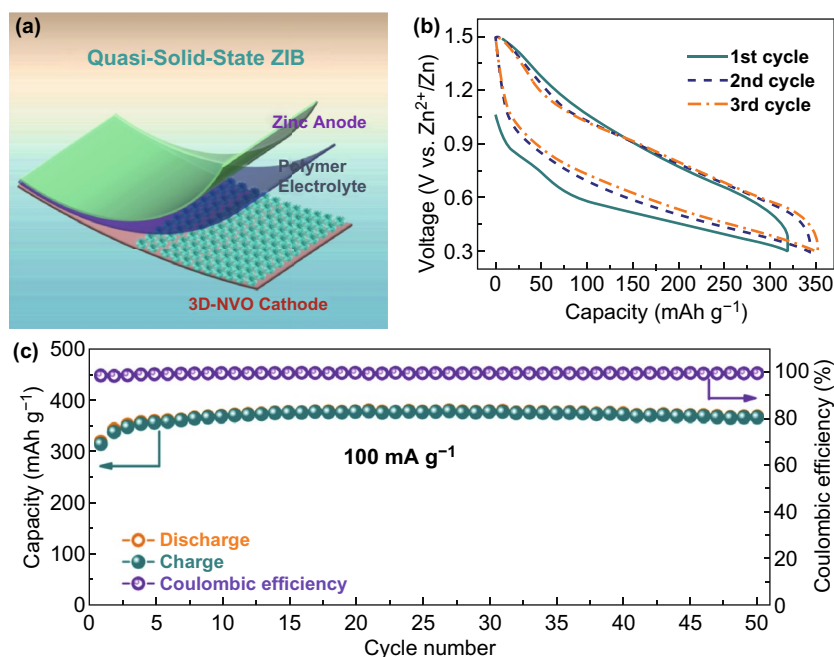 (a)
Quasi-Solid-State ZIB
Zinc Anode
Polymer
Electrolyte
3D-NVO Cathode
(b)
Voltage (V vs. Zn²⁺/Zn)
1.5
1.2
0.9
0.6
0.3
1st cycle
2nd cycle
3rd cycle
0 50 100 150 200 250 300 350
Capacity (mAh g⁻¹)
(c)
Capacity (mAh g⁻¹)
500
400
300
200
100
0
100 mA g⁻¹
Discharge
Charge
Coulombic efficiency
100
80
60
40
20
0
Coulombic efficiency (%)
0 5 10 15 20 25 30 35 40 45 50
Cycle number